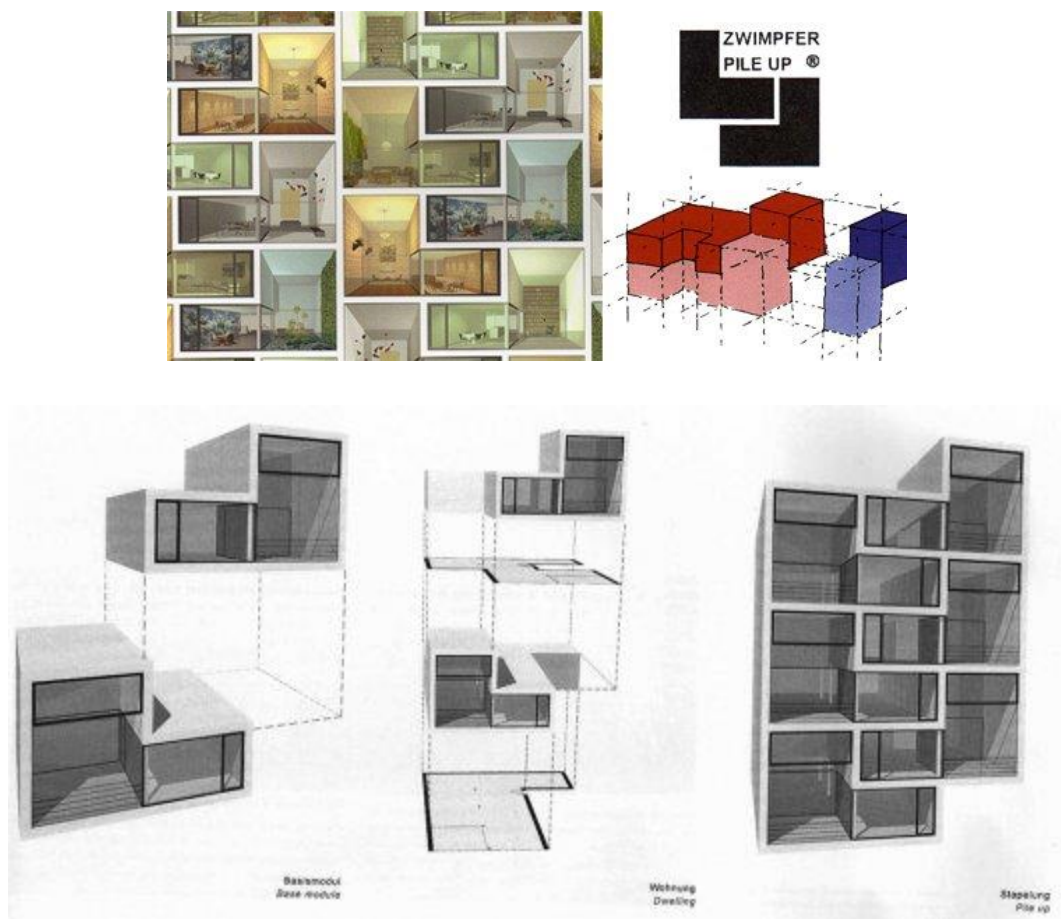 ZWIMPFER
PILE UP ®
Basismodul
Base module
Wohnung
Dwelling
Stapelung
Pile up